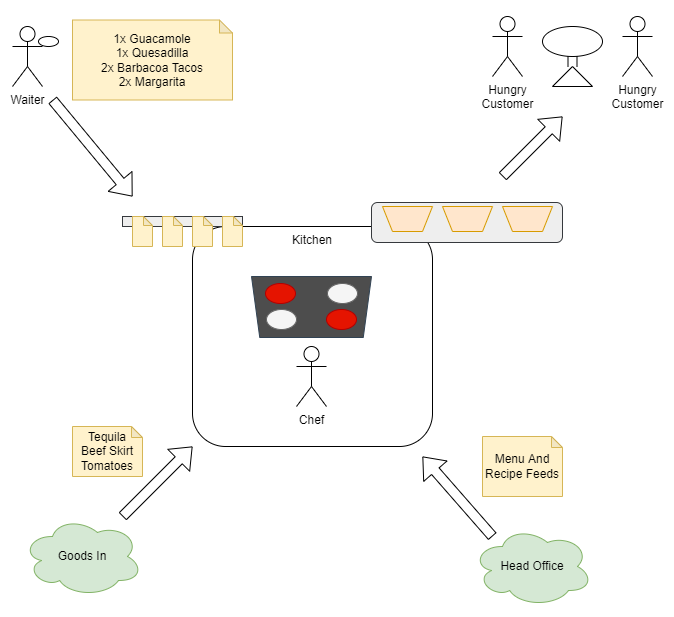 1x Guacamole
1x Quesadilla
2x Barbacoa Tacos
2x Margarita
Waiter
Hungry
Customer
Hungry
Customer
Kitchen
Chef
Tequila
Beef Skirt
Tomatoes
Menu And
Recipe Feeds
Goods In
Head Office